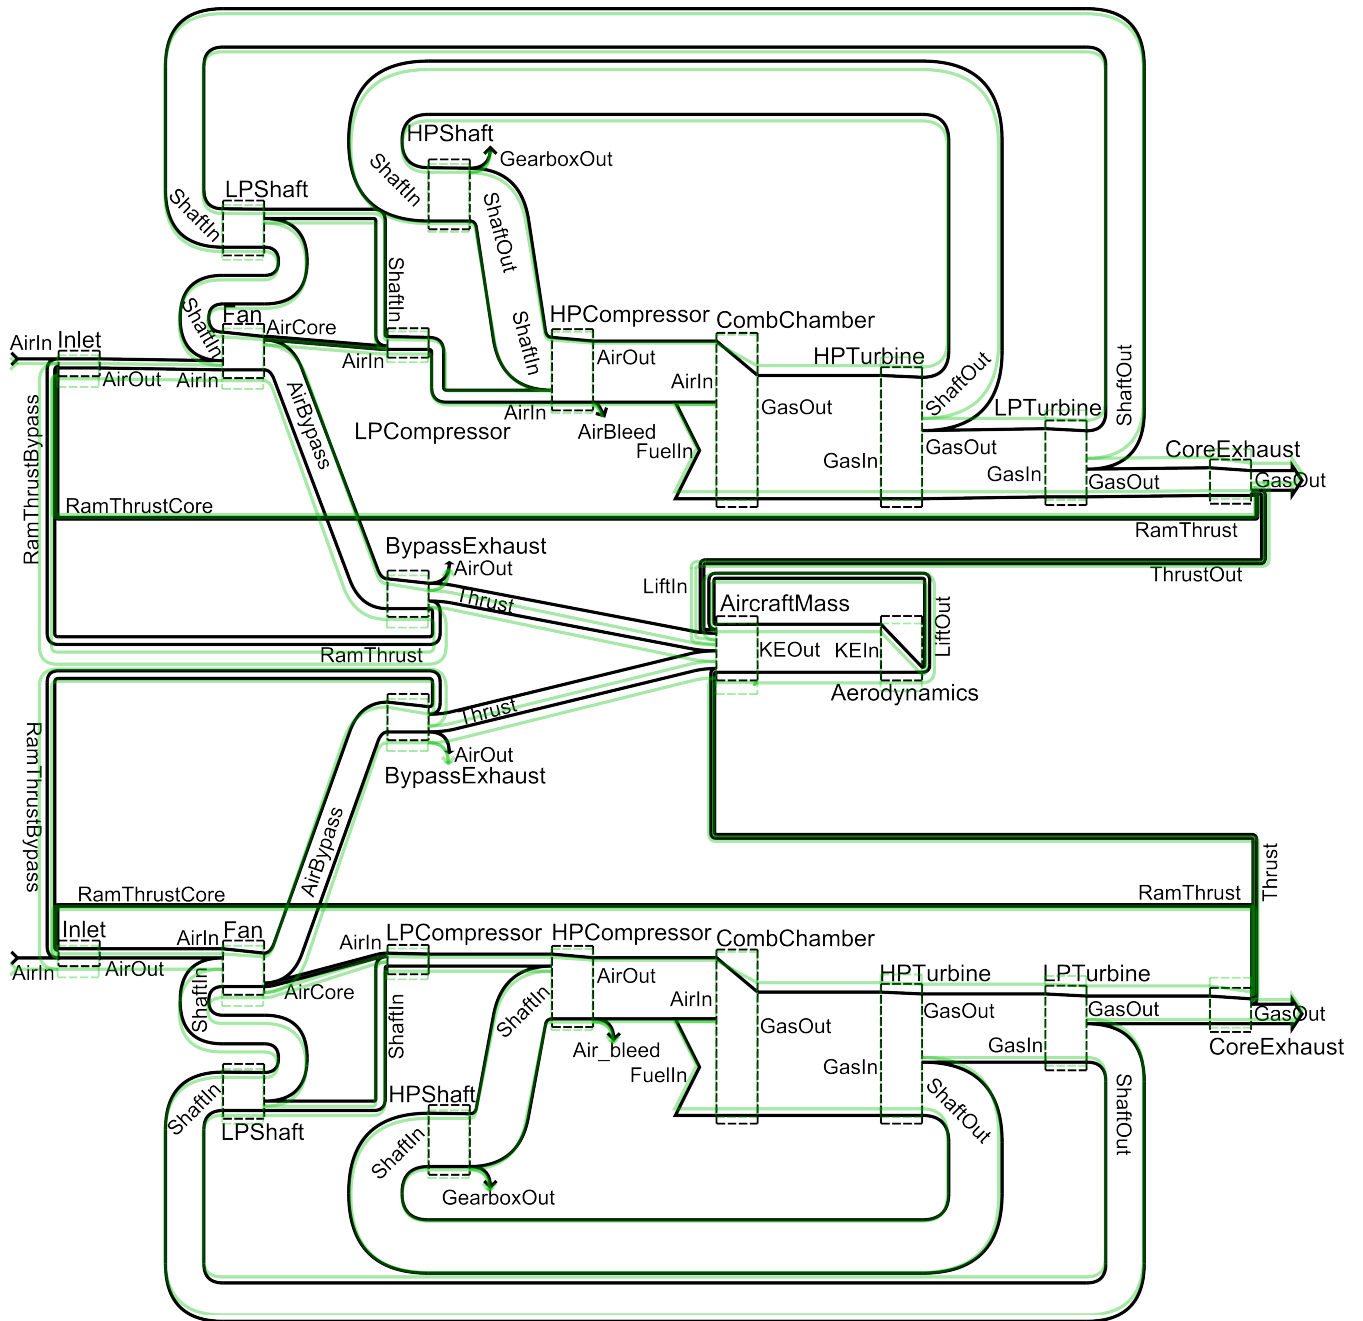 HPShaft
GearboxOut
ShaftIn
LPShaft
ShaftIn
ShaftOut
ShaftIn
ShaftIn
Fan
AirCore
HPCompressor
CombChamber
AirIn
Inlet
AirIn
ShaftIn
AirOut
HPTurbine
AirOut
AirIn
AirIn
ShaftOut
ShaftOut
AirBypass
GasOut
LPTurbine
AirIn
LPCompressor
AirBleed
FuelIn
GasIn
GasOut
GasIn
GasOut
CoreExhaust
GasOut
RamThrustBypass
RamThrustCore
RamThrust
BypassExhaust
AirOut
Thrust
LiftIn
ThrustOut
AircraftMass
LiftOut
KEOut
KEIn
RamThrust
Aerodynamics
Thrust
RamThrustBypass
AirOut
BypassExhaust
AirBypass
Thrust
RamThrustCore
RamThrust
Inlet
AirIn
Fan
AirIn
LPCompressor
HPCompressor
CombChamber
AirIn
AirOut
ShaftIn
AirCore
ShaftIn
ShaftIn
AirOut
AirIn
HPTurbine
LPTurbine
GasOut
GasOut
GasOut
GasOut
Air_bleed
FuelIn
GasIn
GasIn
CoreExhaust
ShaftIn
HPShaft
LPShaft
ShaftIn
ShaftOut
ShaftOut
GearboxOut